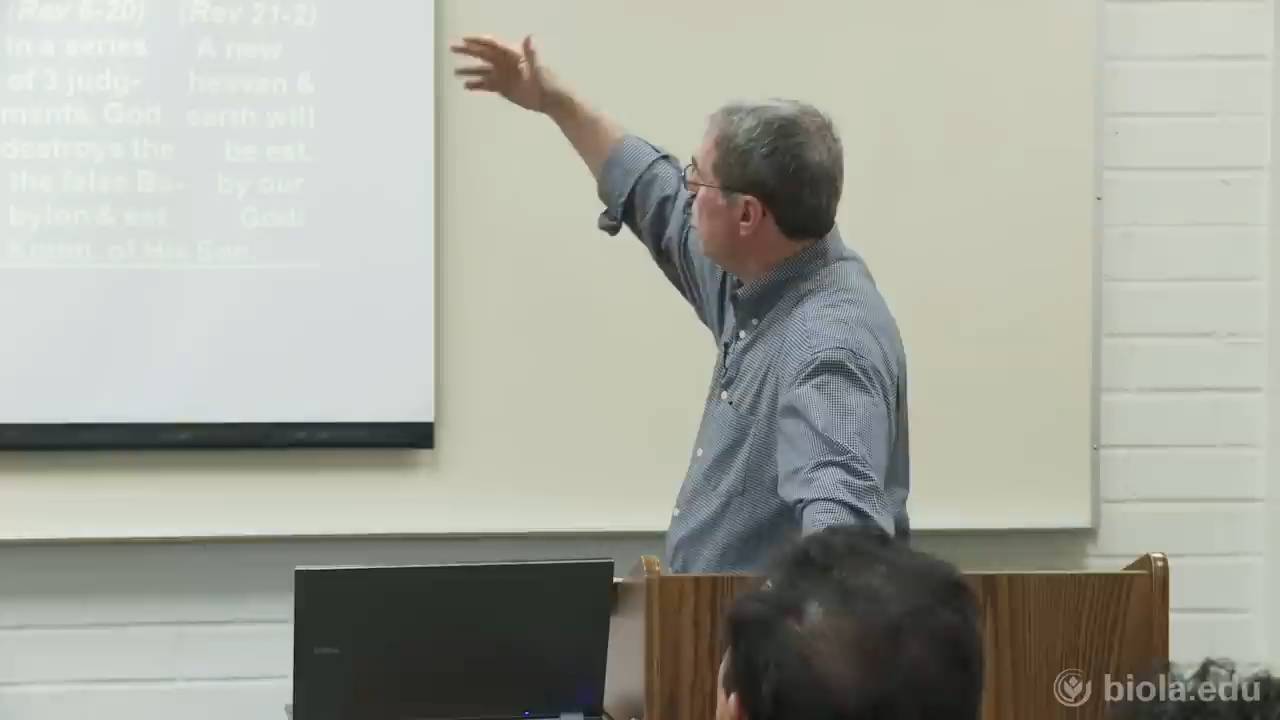 (Rev 6-20) (Rev 21-2)
In a series A new
of 3 judg- heaven &
ments, God earth will
destroys the be est.
the false Ba- by our
bylon & est God:
Kgdm. of His Son
biola.edu